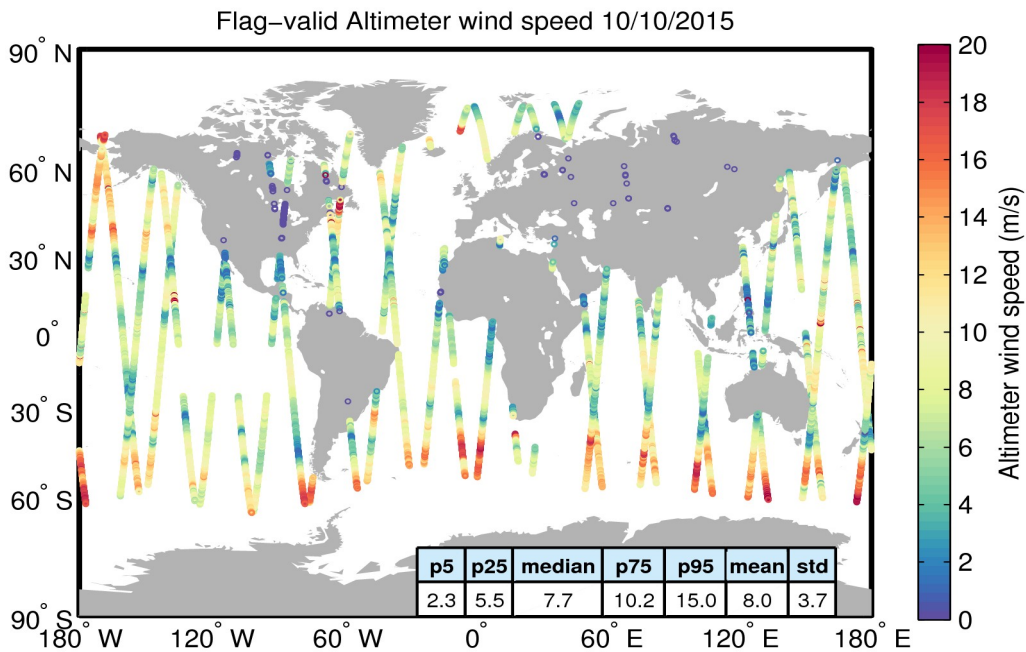 Flag−valid Altimeter wind speed 10/10/2015
90° N
60° N
30° N
0°
30° S
60° S
90° S
180° W
120° W
60° W
0°
60° E
120° E
180° E
p5 p25 median p75 p95 mean std
2.3 5.5 7.7 10.2 15.0 8.0 3.7
20
18
16
14
12
10
8
6
4
2
0
Altimeter wind speed (m/s)